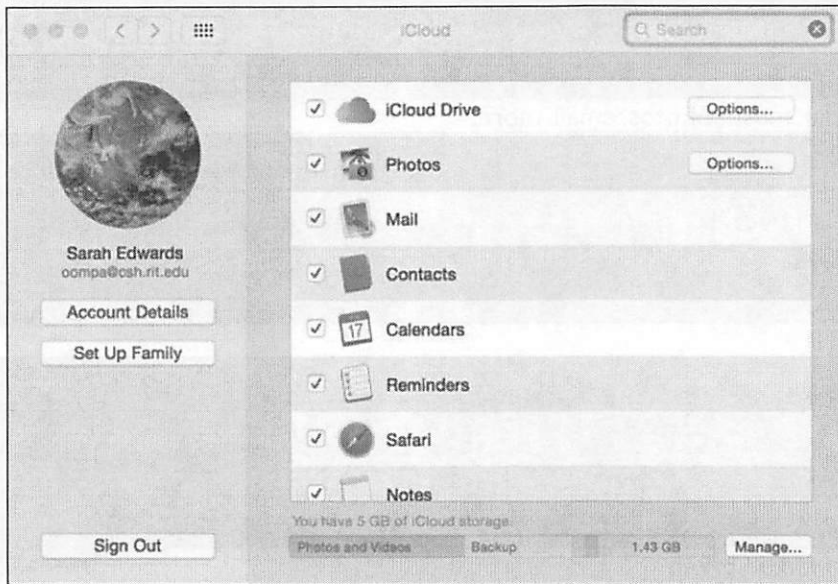 iCloud
Search
iCloud Drive
Options...
Photos
Options...
Mail
Sarah Edwards
oompa@csh.rit.edu
Contacts
Account Details
17
Calendars
Set Up Family
Reminders
Safari
Notes
You have 5 GB of iCloud storage.
Sign Out
Photos and Videos
Backup
1.43 GB
Manage...